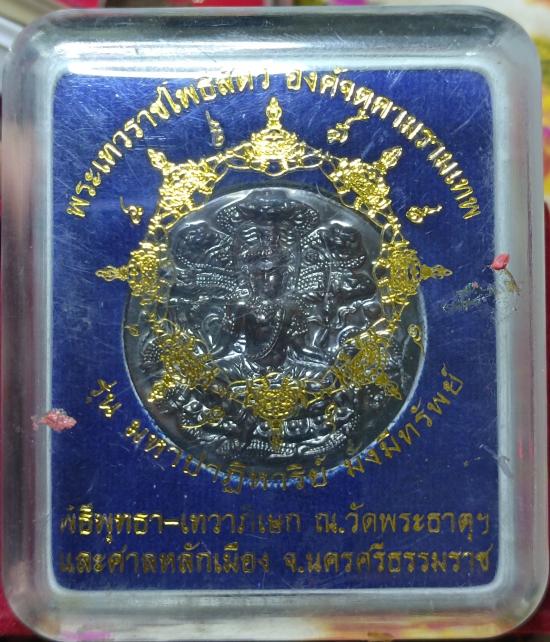 พระเทวราชโพธิสัตว์ องค์จตุคามรามเทพ
รุ่น มหาปาฏิหาริย์ มั่งมีทรัพย์
พิธีพุทธา-เทวาภิเษก ณ.วัดพระธาตุฯ
และศาลหลักเมือง จ.นครศรีธรรมราช